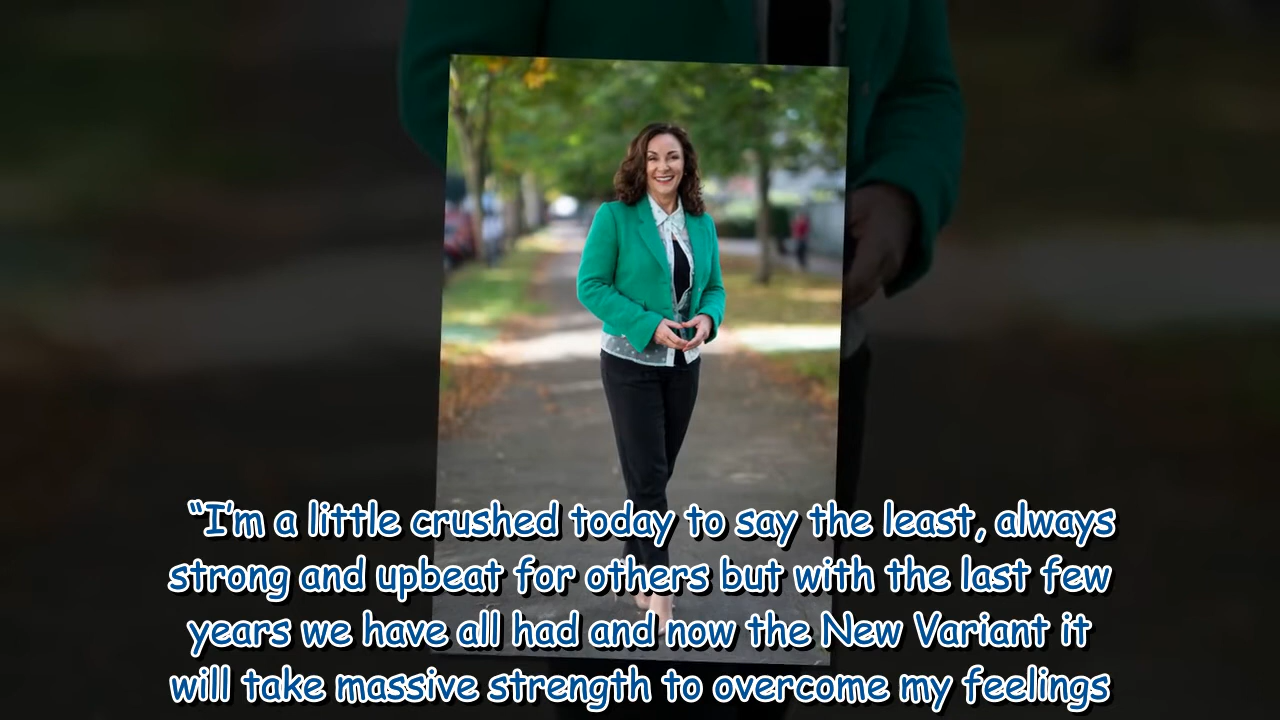 “I’m a little crushed today to say the least, always
strong and upbeat for others but with the last few
years we have all had and now the New Variant it
will take massive strength to overcome my feelings